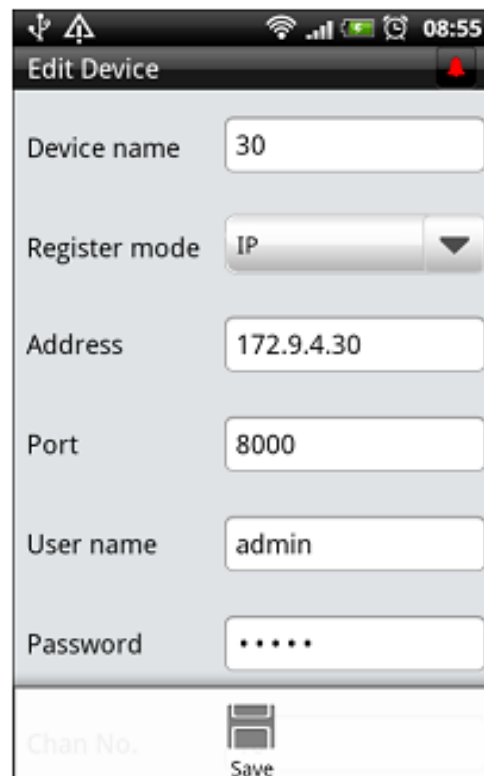 08:55
Edit Device
Device name 30
Register mode IP
Address 172.9.4.30
Port 8000
User name admin
Password •••••
Chan No.
Save